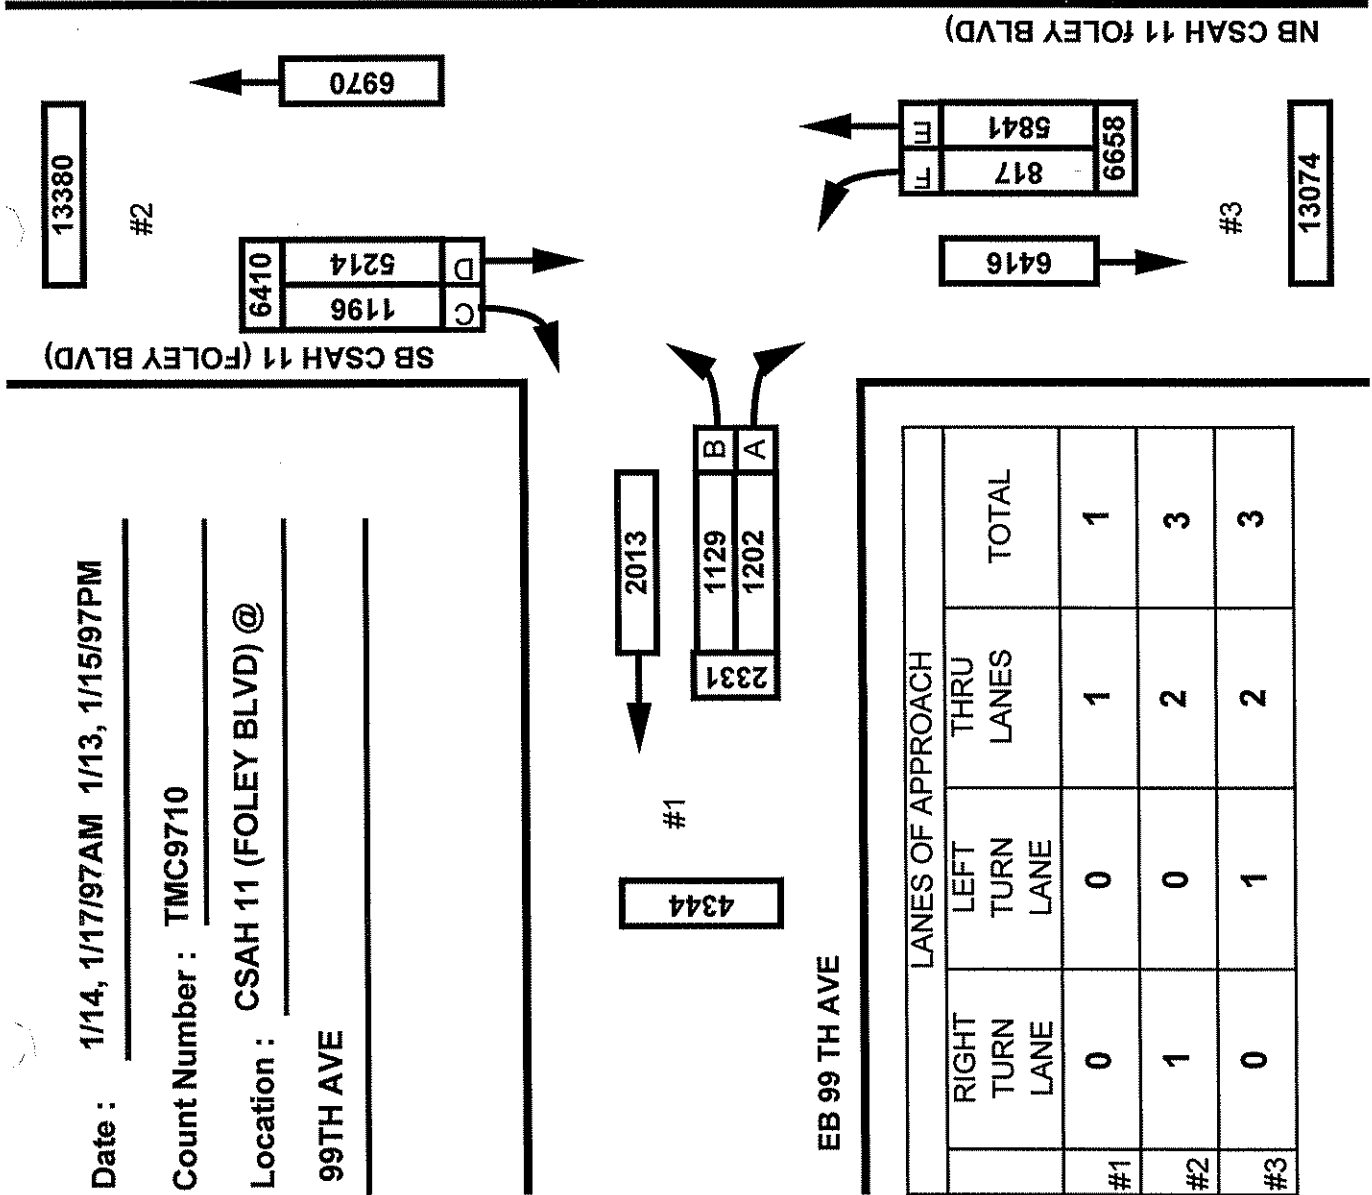 Date : 1/14, 1/17/97AM 1/13, 1/15/97PM
Count Number : TMC9710
Location : CSAH 11 (FOLEY BLVD) @
99TH AVE
SB CSAH 11 (FOLEY BLVD)
13380
#2
6410
1196
5214
C
D
6970
2013
#1
4344
2331
1129
B
1202
A
EB 99 TH AVE
NB CSAH 11 fOLEY BLVD)
F
E
817
5841
6658
6416
#3
13074
LANES OF APPROACH
RIGHT TURN LANE
LEFT TURN LANE
THRU LANES
TOTAL
#1 0 0 1 1
#2 1 0 2 3
#3 0 1 2 3